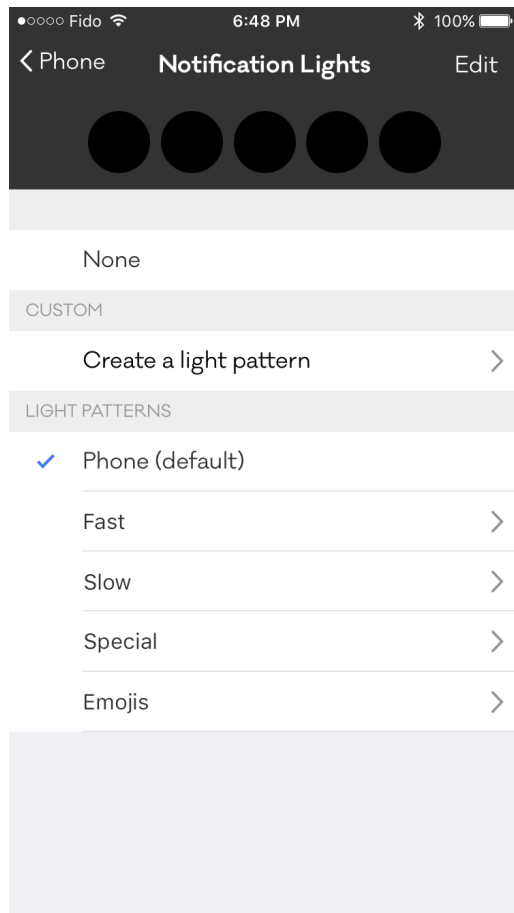 Fido 6:48 PM 100%
Phone Notification Lights Edit
None
CUSTOM
Create a light pattern
LIGHT PATTERNS
Phone (default)
Fast
Slow
Special
Emojis